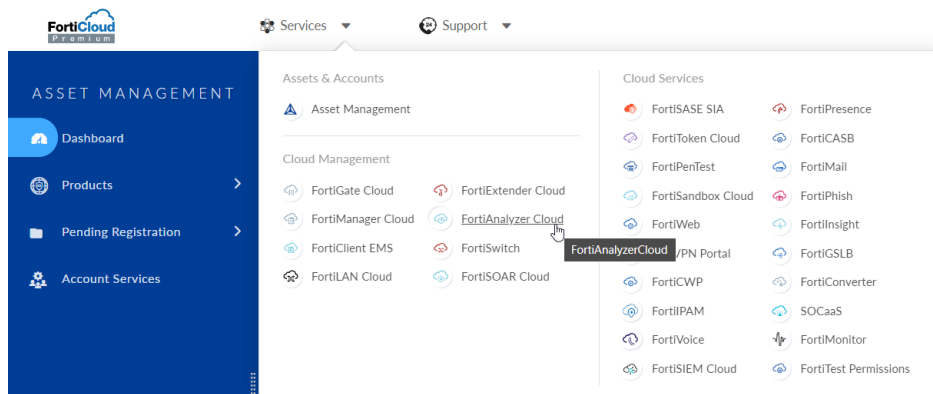 FortiCloud
Premium
Services
Support
ASSET MANAGEMENT
Dashboard
Products
Pending Registration
Account Services
Assets & Accounts
Asset Management
Cloud Management
FortiGate Cloud
FortiExtender Cloud
FortiManager Cloud
FortiAnalyzer Cloud
FortiClient EMS
FortiSwitch
FortiLAN Cloud
FortiSOAR Cloud
FortiAnalyzerCloud
Cloud Services
FortiSASE SIA
FortiPresence
FortiToken Cloud
FortiCASB
FortiPenTest
FortiMail
FortiSandbox Cloud
FortiPhish
FortiWeb
FortiInsight
VPN Portal
FortiGSLB
FortiCWP
FortiConverter
FortiIPAM
SOCaaS
FortiVoice
FortiMonitor
FortiSIEM Cloud
FortiTest Permissions